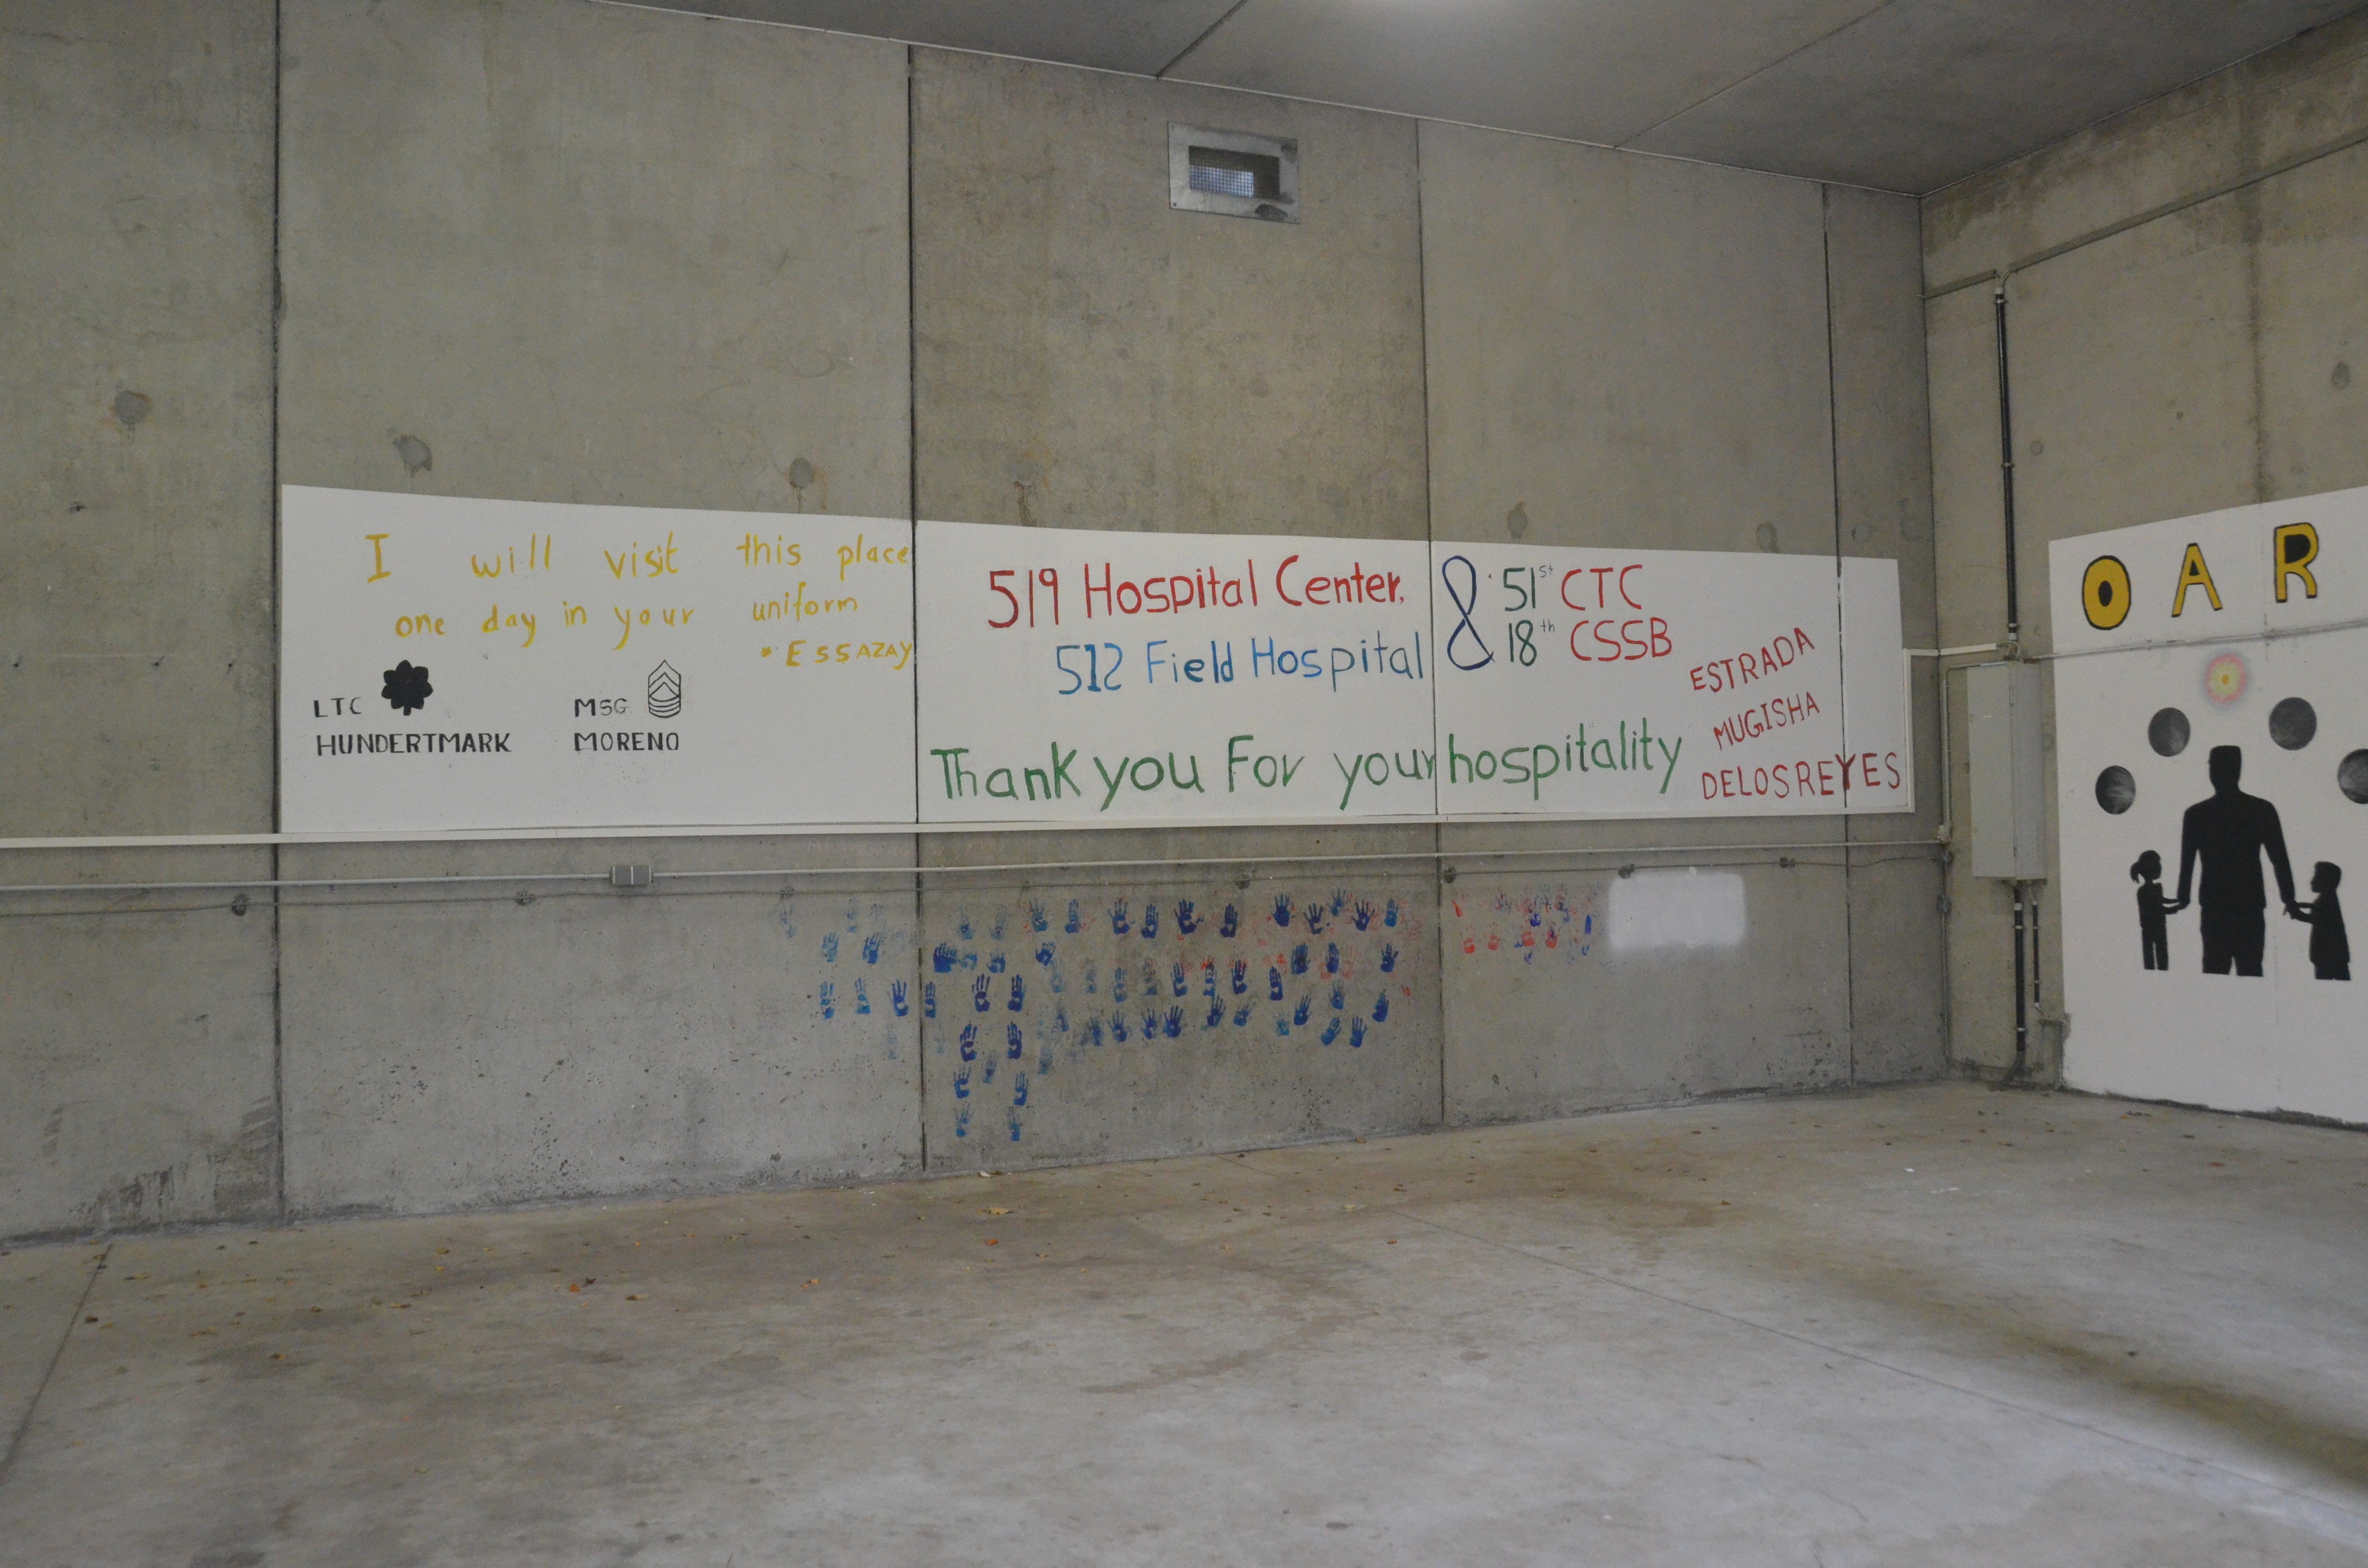 I will visit this place
one day in your uniform
* ESSAZAY
LTC
HUNDERTMARK
MSG
MORENO
519 Hospital Center,
512 Field Hospital
&
51st CTC
18th CSSB
Thank you For your hospitality
ESTRADA
MUGISHA
DELOSREYES
OAR